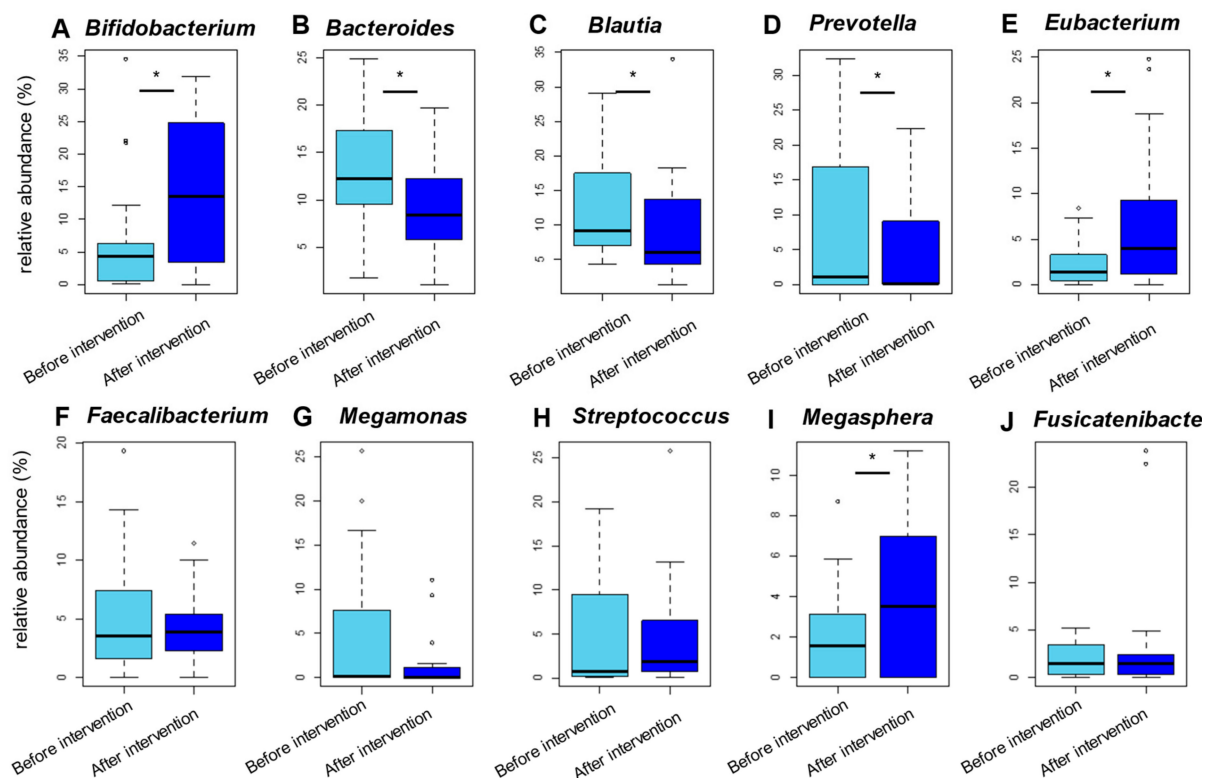 A Bifidobacterium
B Bacteroides
C Blautia
D Prevotella
E Eubacterium
relative abundance (%)
35
30
25
20
15
10
5
0
*
25
20
15
10
5
*
35
30
25
20
15
10
5
*
30
25
20
15
10
5
0
*
25
20
15
10
5
0
*
Before intervention
After intervention
Before intervention
After intervention
Before intervention
After intervention
Before intervention
After intervention
Before intervention
After intervention
F Faecalibacterium
G Megamonas
H Streptococcus
I Megasphera
J Fusicatenibacte
relative abundance (%)
20
15
10
5
0
25
20
15
10
5
0
25
20
15
10
5
0
10
8
6
4
2
0
*
20
15
10
5
0
Before intervention
After intervention
Before intervention
After intervention
Before intervention
After intervention
Before intervention
After intervention
Before intervention
After intervention